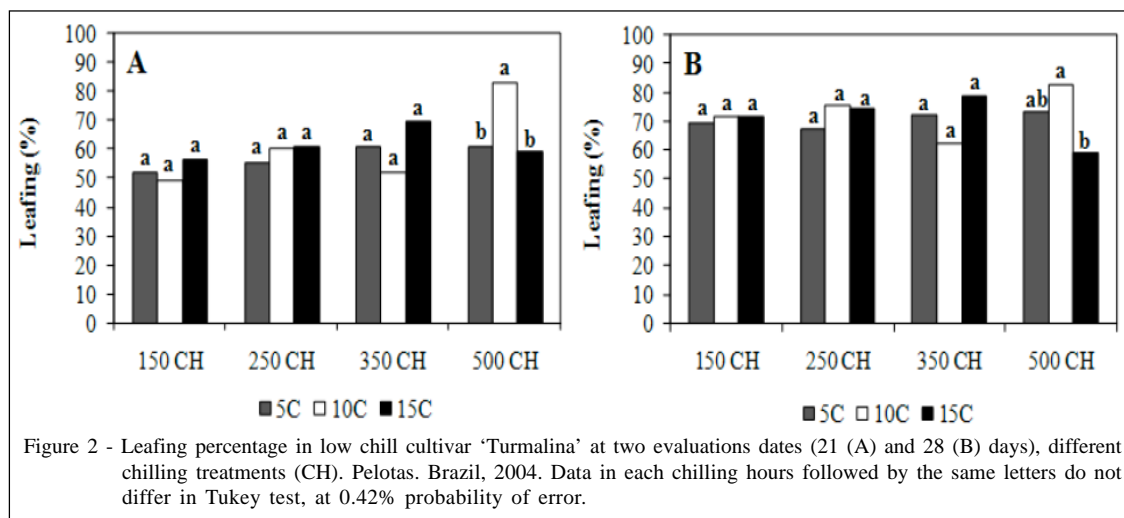 100
90
80
70
60
50
40
30
20
10
0
Leafing (%)
A
a a a
a a a
a a a
b a b
150 CH 250 CH 350 CH 500 CH
5C 10C 15C
100
90
80
70
60
50
40
30
20
10
0
Leafing (%)
B
a a a
a a a
a a a
ab a b
150 CH 250 CH 350 CH 500 CH
5C 10C 15C
Figure 2 - Leafing percentage in low chill cultivar ‘Turmalina’ at two evaluations dates (21 (A) and 28 (B) days), different
chilling treatments (CH). Pelotas. Brazil, 2004. Data in each chilling hours followed by the same letters do not
differ in Tukey test, at 0.42% probability of error.